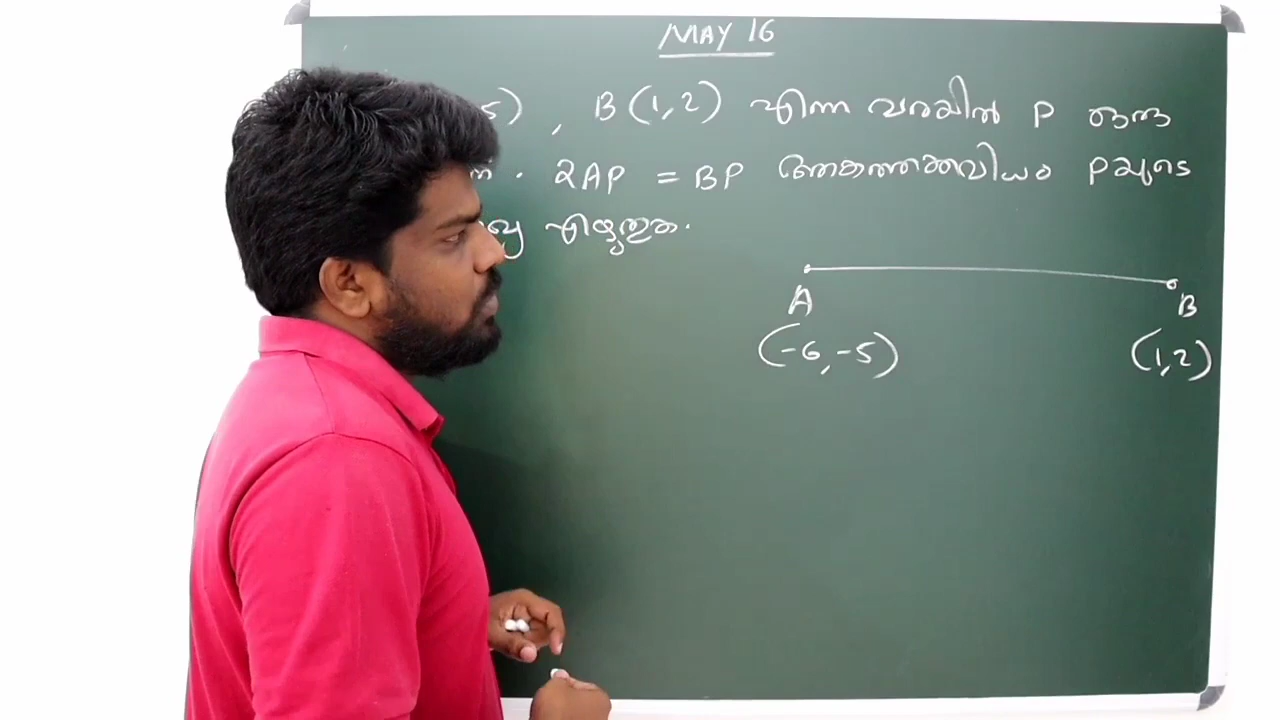 MAY 16
5) , B(1,2) എന്ന വരയിൽ P ഒരു
2AP = BP ആകത്തക്കവിധം P യുടെ
എഴുതുക.
A B
(-6,-5) (1,2)